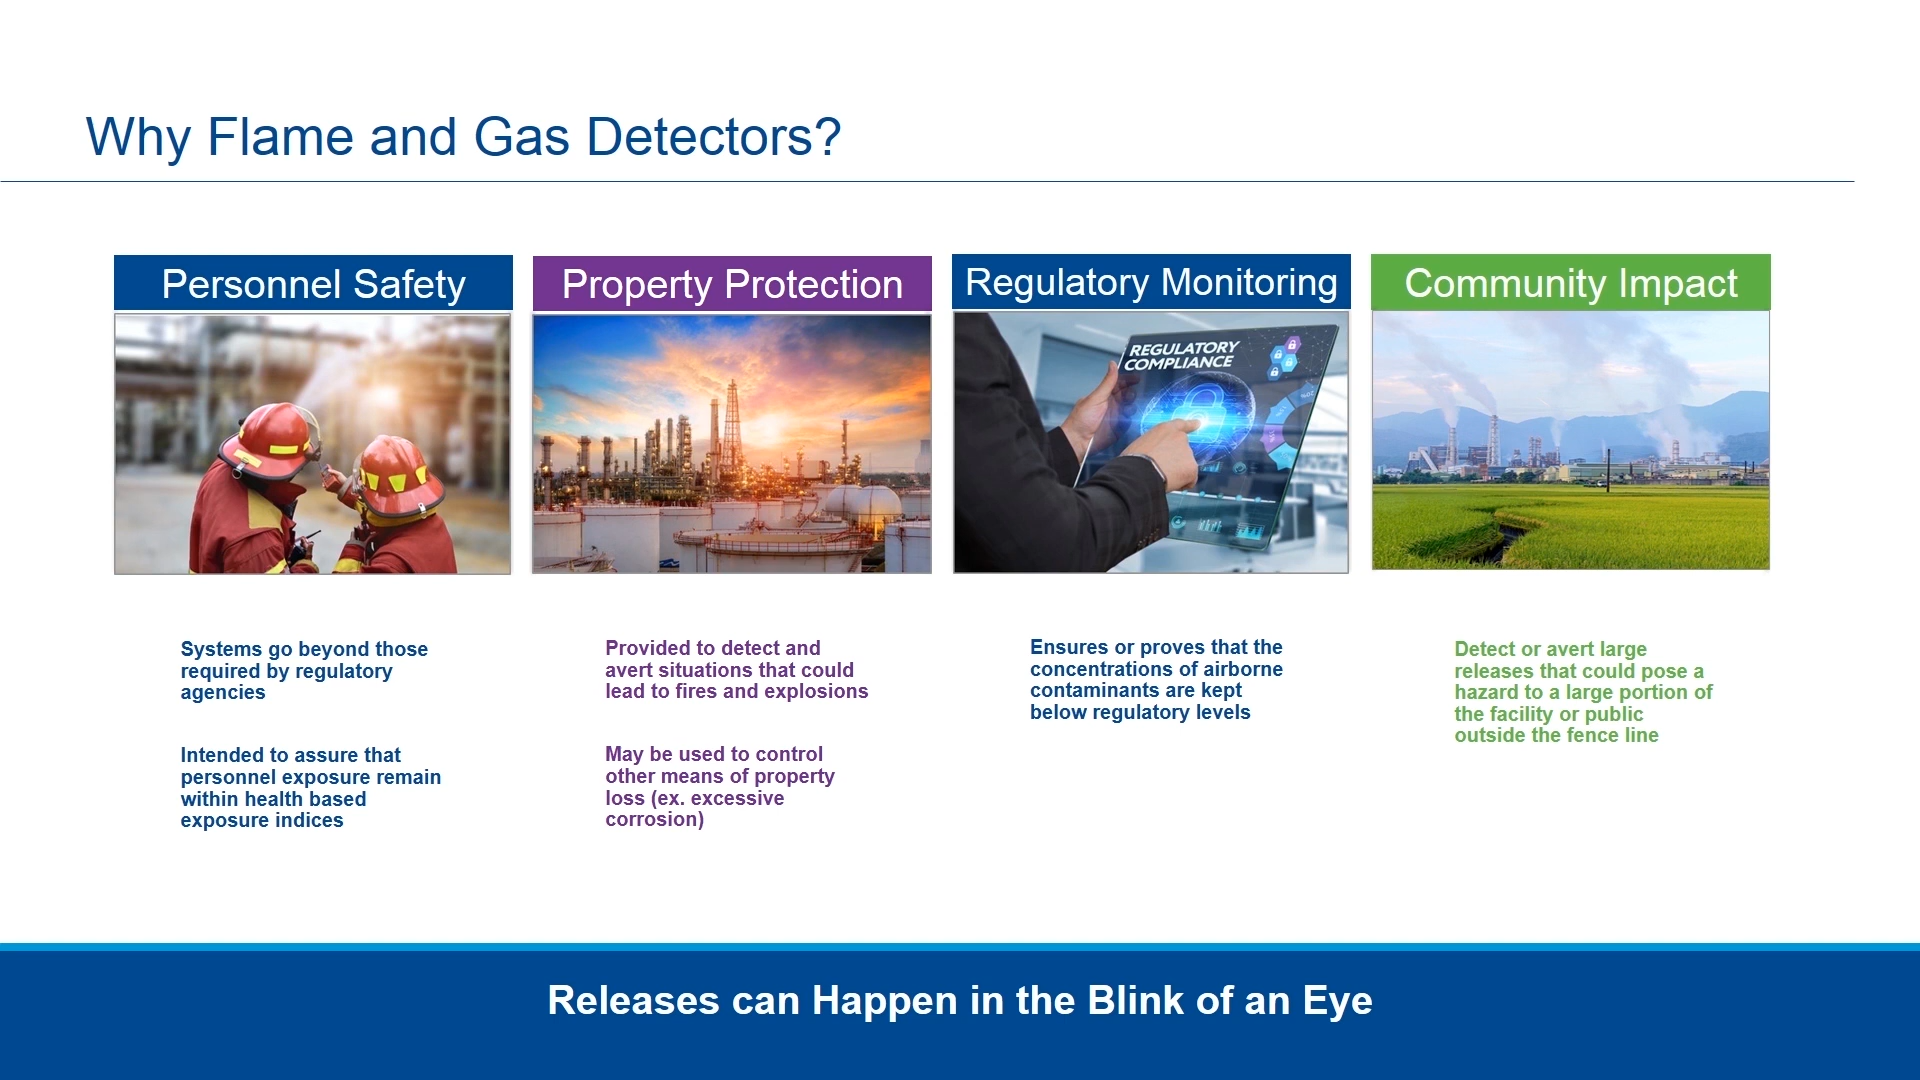 Why Flame and Gas Detectors?
Personnel Safety
Property Protection
Regulatory Monitoring
Community Impact
REGULATORY
COMPLIANCE
Systems go beyond those
required by regulatory
agencies
Intended to assure that
personnel exposure remain
within health based
exposure indices
Provided to detect and
avert situations that could
lead to fires and explosions
May be used to control
other means of property
loss (ex. excessive
corrosion)
Ensures or proves that the
concentrations of airborne
contaminants are kept
below regulatory levels
Detect or avert large
releases that could pose a
hazard to a large portion of
the facility or public
outside the fence line
Releases can Happen in the Blink of an Eye